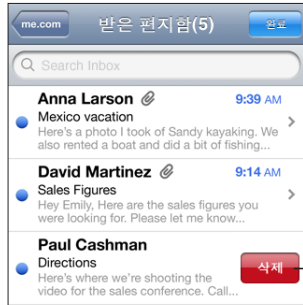 me.com
받은 편지함(5)
완료
Search Inbox
Anna Larson
9:39 AM
Mexico vacation
Here's a photo I took of Sandy kayaking. We
also rented a boat and did a bit of fishing...
David Martinez
9:14 AM
Sales Figures
Hey Emily, Here are the sales figures you
were looking for. Please let me know...
Paul Cashman
Directions
Here's where we're shooting the
video for the sales conference. Call...
삭제